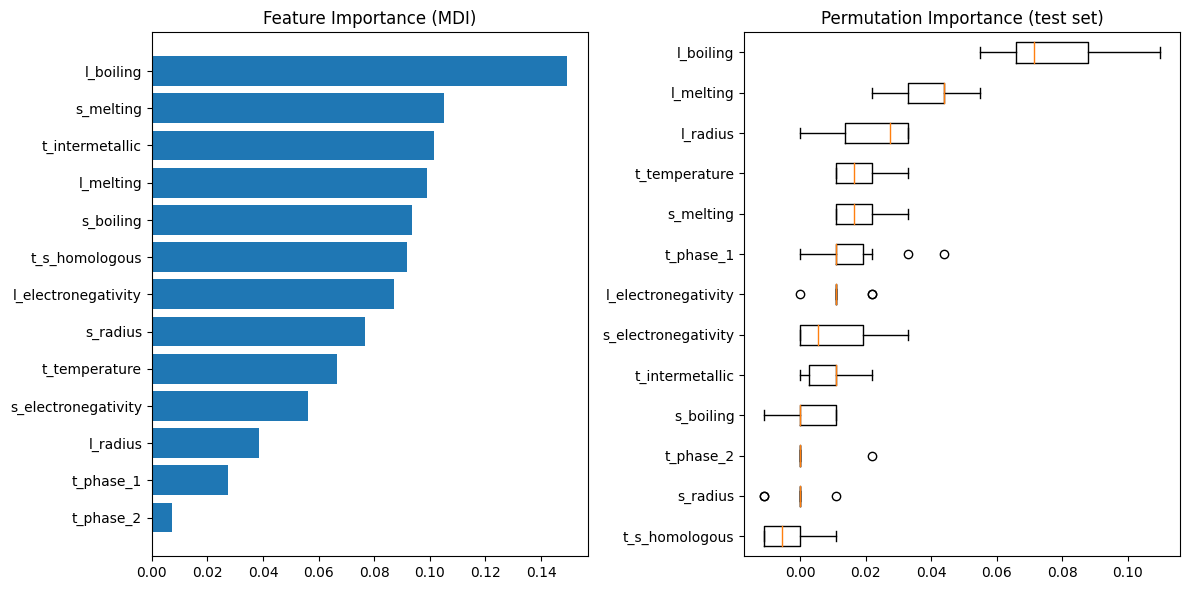 Feature Importance (MDI)
l_boiling
s_melting
t_intermetallic
l_melting
s_boiling
t_s_homologous
l_electronegativity
s_radius
t_temperature
s_electronegativity
l_radius
t_phase_1
t_phase_2
0.00 0.02 0.04 0.06 0.08 0.10 0.12 0.14
Permutation Importance (test set)
l_boiling
l_melting
l_radius
t_temperature
s_melting
t_phase_1
l_electronegativity
s_electronegativity
t_intermetallic
s_boiling
t_phase_2
s_radius
t_s_homologous
0.00 0.02 0.04 0.06 0.08 0.10